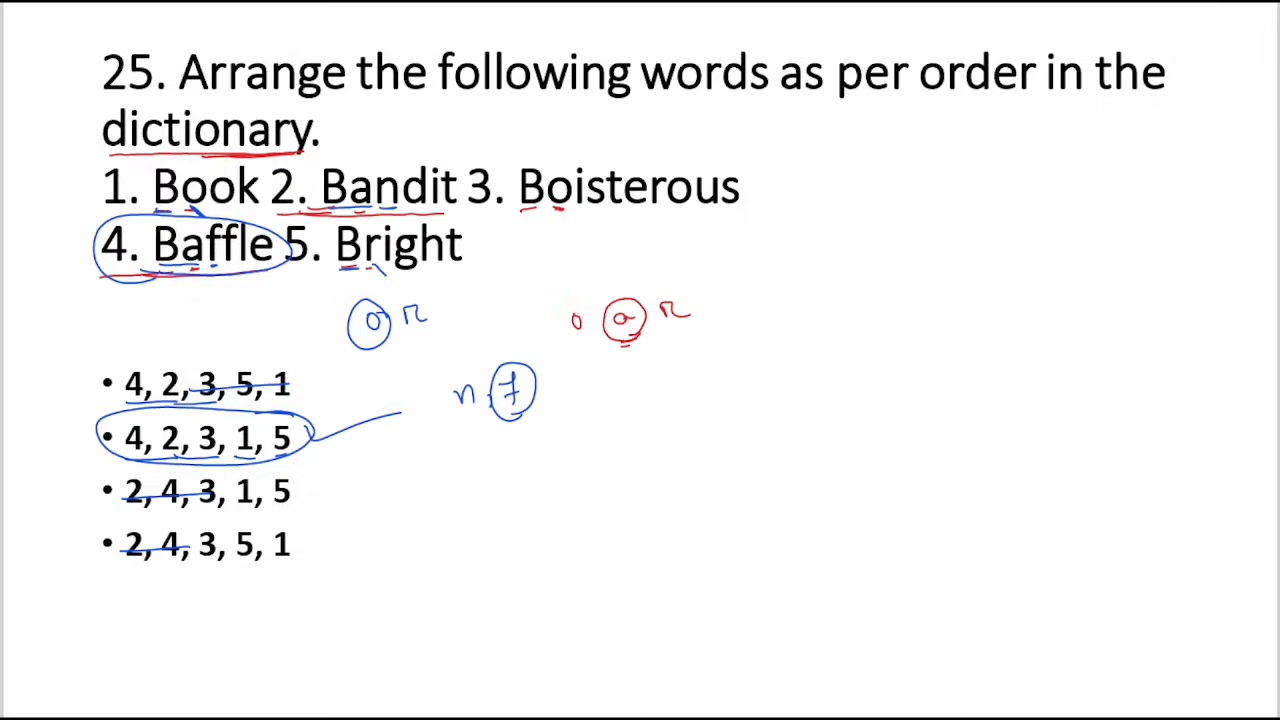 25. Arrange the following words as per order in the
dictionary.
1. Book 2. Bandit 3. Boisterous
4. Baffle 5. Bright
o r o a r
• 4, 2, 3, 5, 1
n f
• 4, 2, 3, 1, 5
• 2, 4, 3, 1, 5
• 2, 4, 3, 5, 1